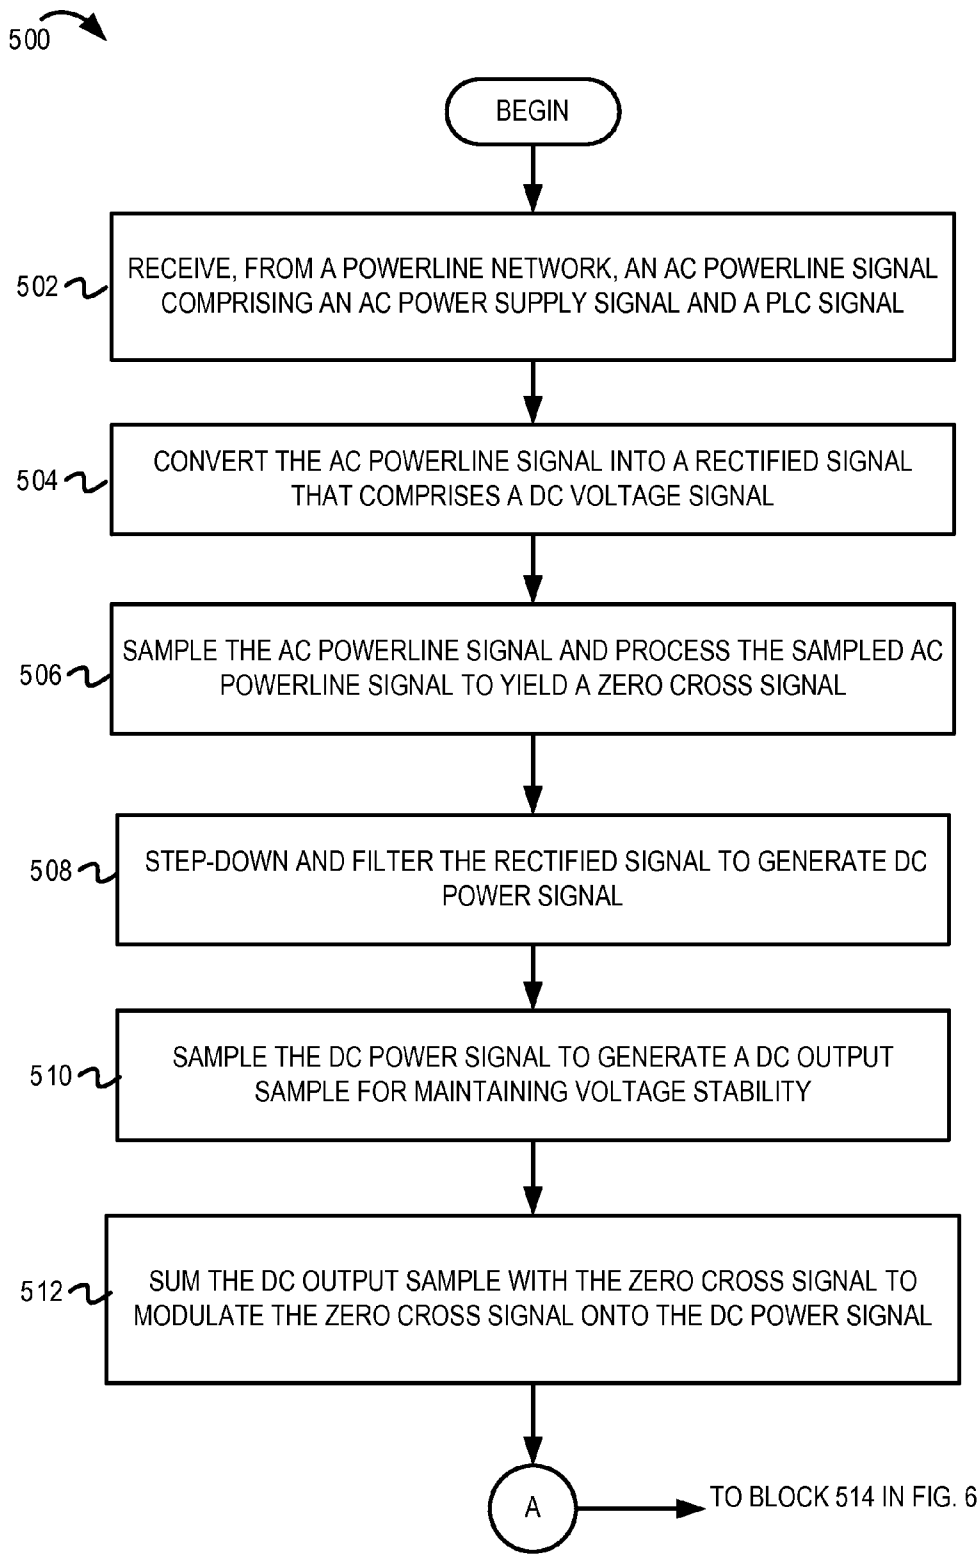 500
BEGIN
502
RECEIVE, FROM A POWERLINE NETWORK, AN AC POWERLINE SIGNAL
COMPRISING AN AC POWER SUPPLY SIGNAL AND A PLC SIGNAL
504
CONVERT THE AC POWERLINE SIGNAL INTO A RECTIFIED SIGNAL
THAT COMPRISES A DC VOLTAGE SIGNAL
506
SAMPLE THE AC POWERLINE SIGNAL AND PROCESS THE SAMPLED AC
POWERLINE SIGNAL TO YIELD A ZERO CROSS SIGNAL
508
STEP-DOWN AND FILTER THE RECTIFIED SIGNAL TO GENERATE DC
POWER SIGNAL
510
SAMPLE THE DC POWER SIGNAL TO GENERATE A DC OUTPUT
SAMPLE FOR MAINTAINING VOLTAGE STABILITY
512
SUM THE DC OUTPUT SAMPLE WITH THE ZERO CROSS SIGNAL TO
MODULATE THE ZERO CROSS SIGNAL ONTO THE DC POWER SIGNAL
A
TO BLOCK 514 IN FIG. 6